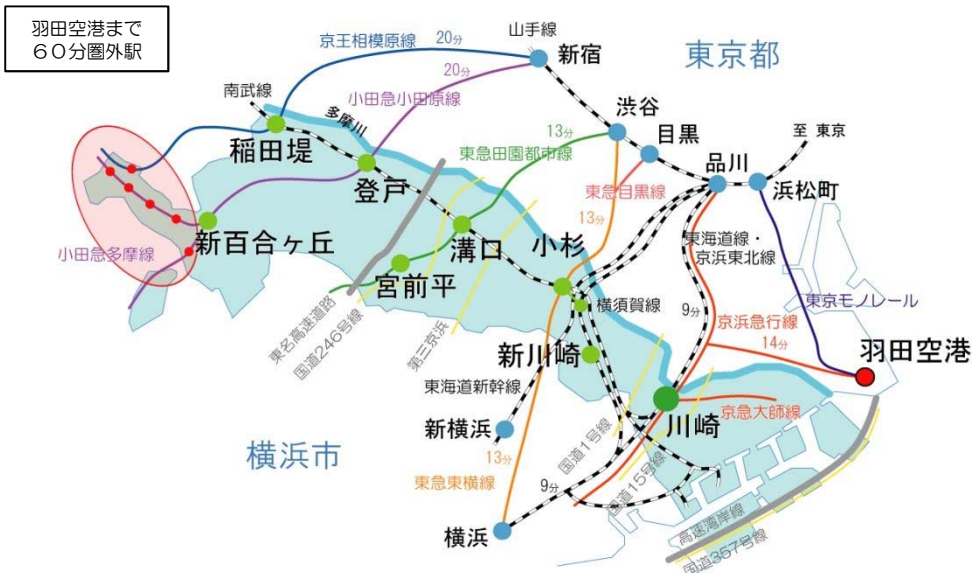 羽田空港まで
60分圏外駅
山手線
京王相模原線
20分
新宿
東京都
20分
南武線
小田急小田原線
多摩川
渋谷
目黒
至 東京
13分
稲田堤
東急田園都市線
品川
登戸
東急目黒線
浜松町
13分
新百合ヶ丘
溝口
小杉
東海道線・
京浜東北線
小田急多摩線
宮前平
横須賀線
9分
東京モノレール
東名高速道路
国道246号線
第三京浜
京浜急行線
14分
新川崎
羽田空港
東海道新幹線
川崎
京急大師線
新横浜
横浜市
13分
国道1号線
東急東横線
9分
国道15号線
横浜
高速湾岸線
国道357号線